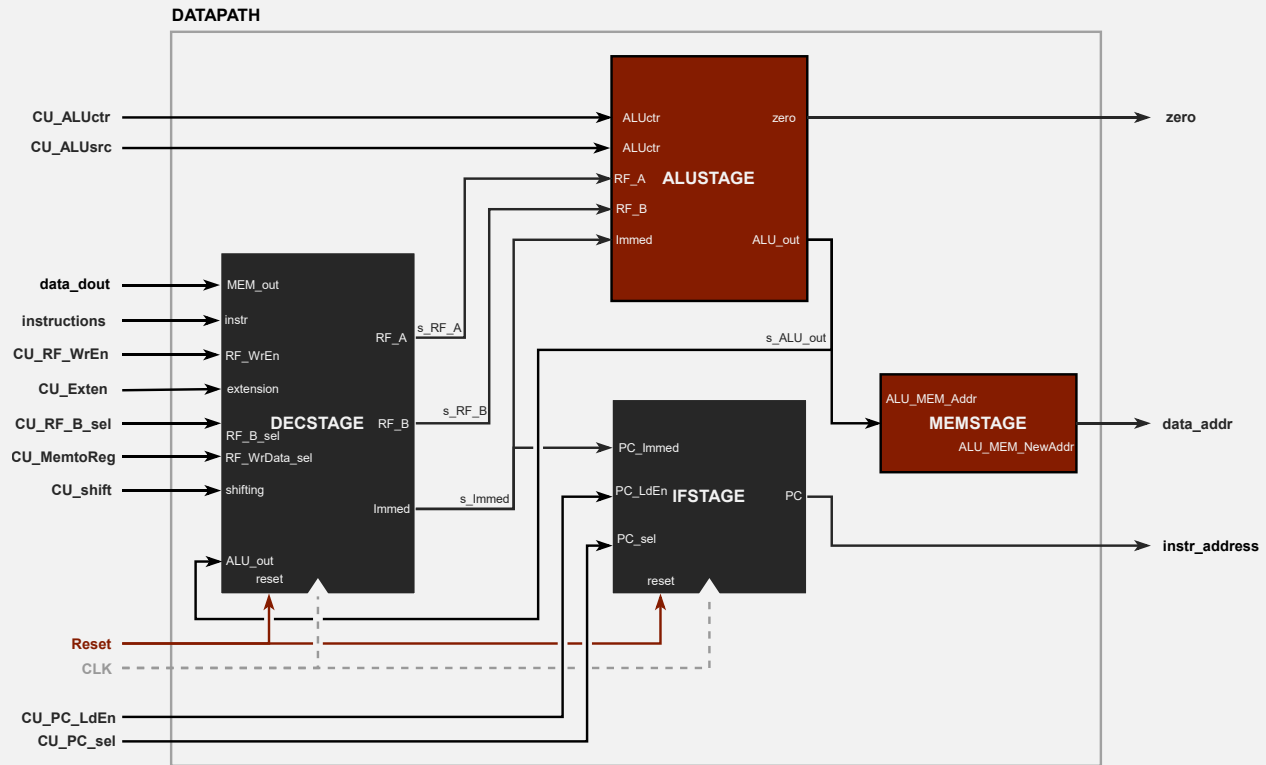 DATAPATH
CU_ALUctr
CU_ALUsrc
ALUctr
zero
ALUctr
RF_A
ALUSTAGE
RF_B
Immed
ALU_out
zero
data_dout
instructions
CU_RF_WrEn
CU_Exten
CU_RF_B_sel
CU_MemtoReg
CU_shift
MEM_out
instr
RF_WrEn
extension
RF_B_sel
RF_WrData_sel
shifting
ALU_out
reset
DECSTAGE
RF_A
RF_B
Immed
s_RF_A
s_RF_B
s_Immed
s_ALU_out
PC_Immed
PC_LdEn
PC_sel
IFSTAGE
PC
reset
ALU_MEM_Addr
MEMSTAGE
ALU_MEM_NewAddr
data_addr
instr_address
Reset
CLK
CU_PC_LdEn
CU_PC_sel